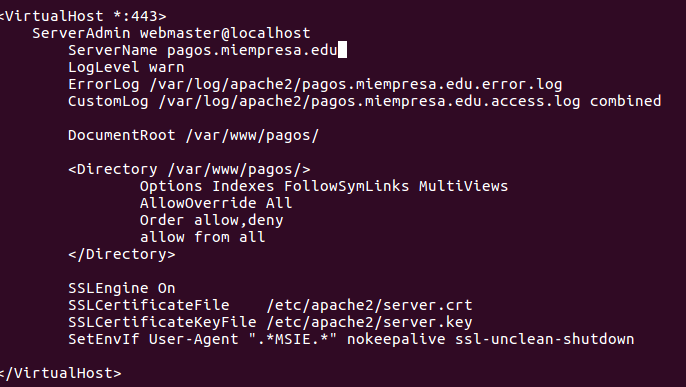 <VirtualHost *:443>
ServerAdmin webmaster@localhost
ServerName pagos.miempresa.edu
LogLevel warn
ErrorLog /var/log/apache2/pagos.miempresa.edu.error.log
CustomLog /var/log/apache2/pagos.miempresa.edu.access.log combined
DocumentRoot /var/www/pagos/
<Directory /var/www/pagos/>
Options Indexes FollowSymLinks MultiViews
AllowOverride All
Order allow,deny
allow from all
</Directory>
SSLEngine On
SSLCertificateFile    /etc/apache2/server.crt
SSLCertificateKeyFile /etc/apache2/server.key
SetEnvIf User-Agent ".*MSIE.*" nokeepalive ssl-unclean-shutdown
</VirtualHost>